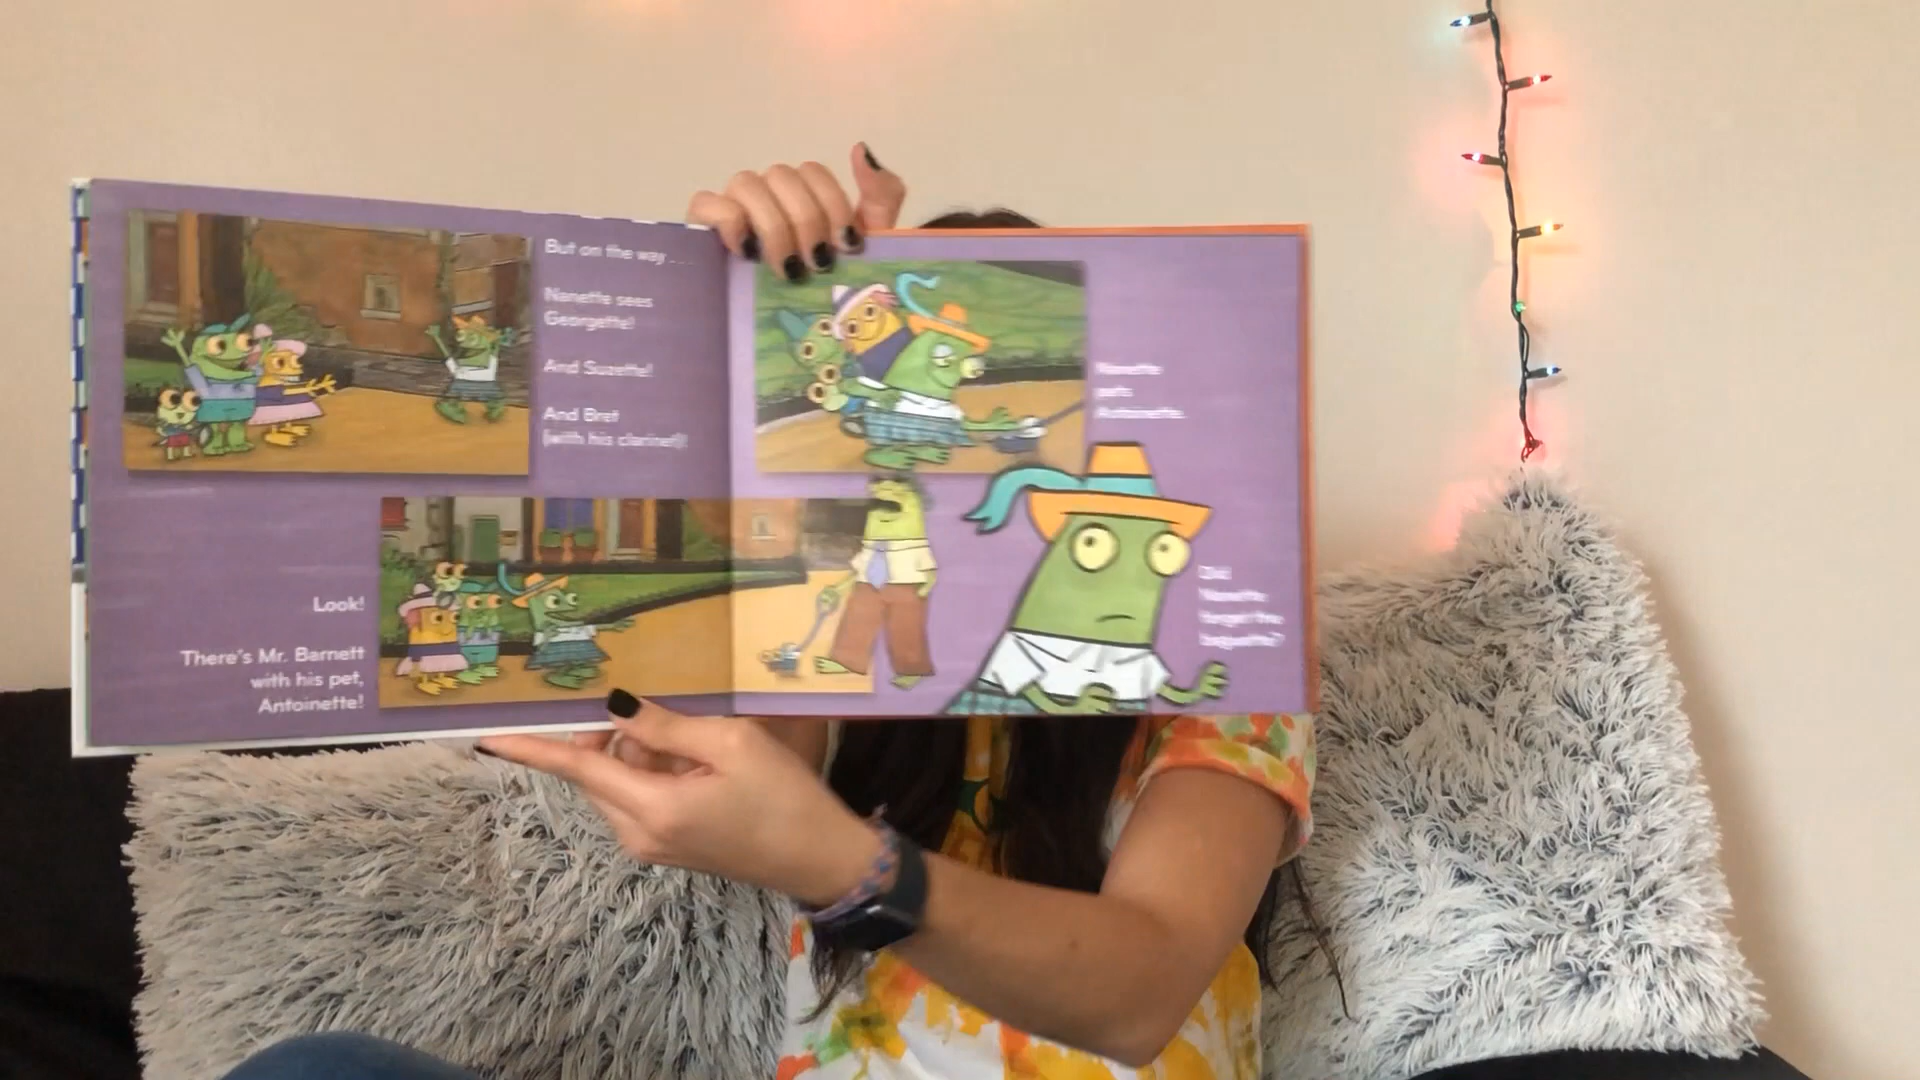 But on the way . . .
Nanette sees
Georgette!
And Suzette!
And Bret
(with his clarinet)!
Look!
There's Mr. Barnett
with his pet,
Antoinette!
Nanette
pets
Antoinette.
Did
Nanette
forget the
baguette?